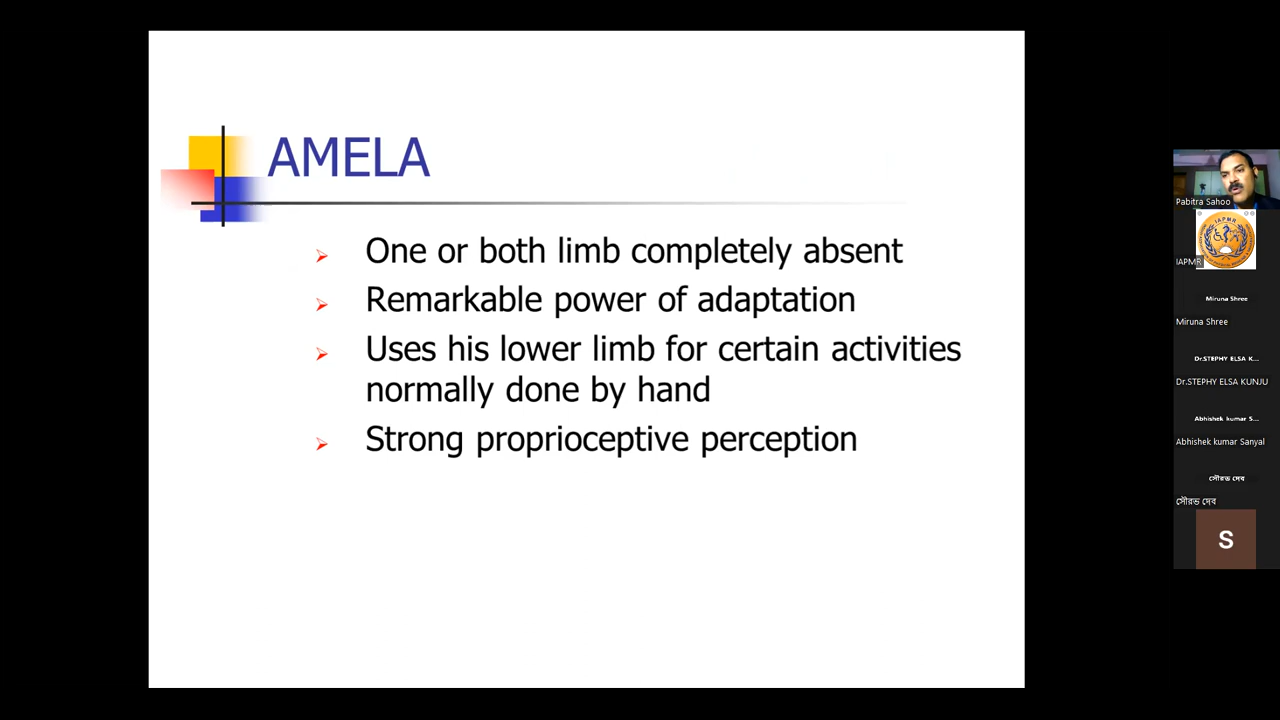 AMELA
One or both limb completely absent
Remarkable power of adaptation
Uses his lower limb for certain activities
normally done by hand
Strong proprioceptive perception
Pabitra Sahoo
IAPMR
IAPMR
Miruna Shree
Miruna Shree
Dr.STEPHY ELSA K...
Dr.STEPHY ELSA KUNJU
Abhishek kumar S...
Abhishek kumar Sanyal
সৌরভ দেব
সৌরভ দেব
S